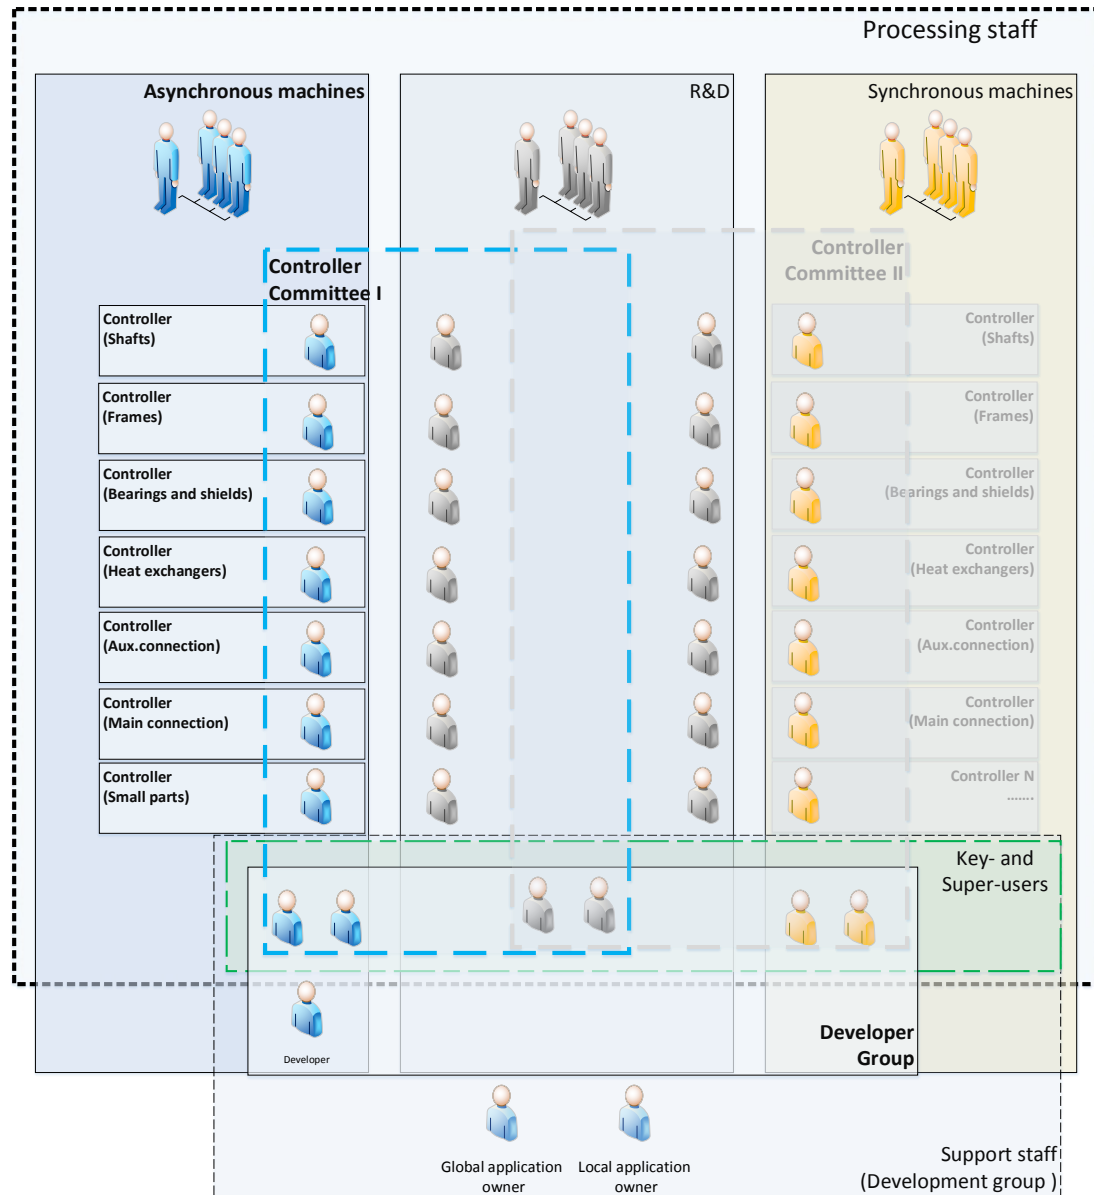 Processing staff
Asynchronous machines
R&D
Synchronous machines
Controller
Committee I
Controller
Committee II
Controller
(Shafts)
Controller
(Frames)
Controller
(Bearings and shields)
Controller
(Heat exchangers)
Controller
(Aux.connection)
Controller
(Main connection)
Controller
(Small parts)
Controller
(Shafts)
Controller
(Frames)
Controller
(Bearings and shields)
Controller
(Heat exchangers)
Controller
(Aux.connection)
Controller
(Main connection)
Controller N
…….
Key- and
Super-users
Developer
Developer
Group
Global application
owner
Local application
owner
Support staff
(Development group )